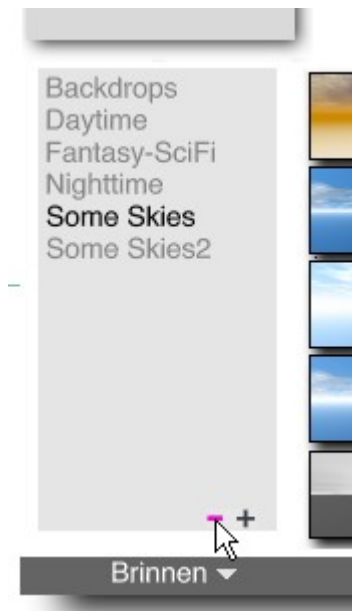 Backdrops
Daytime
Fantasy-SciFi
Nighttime
Some Skies
Some Skies2
- +
Brinnen